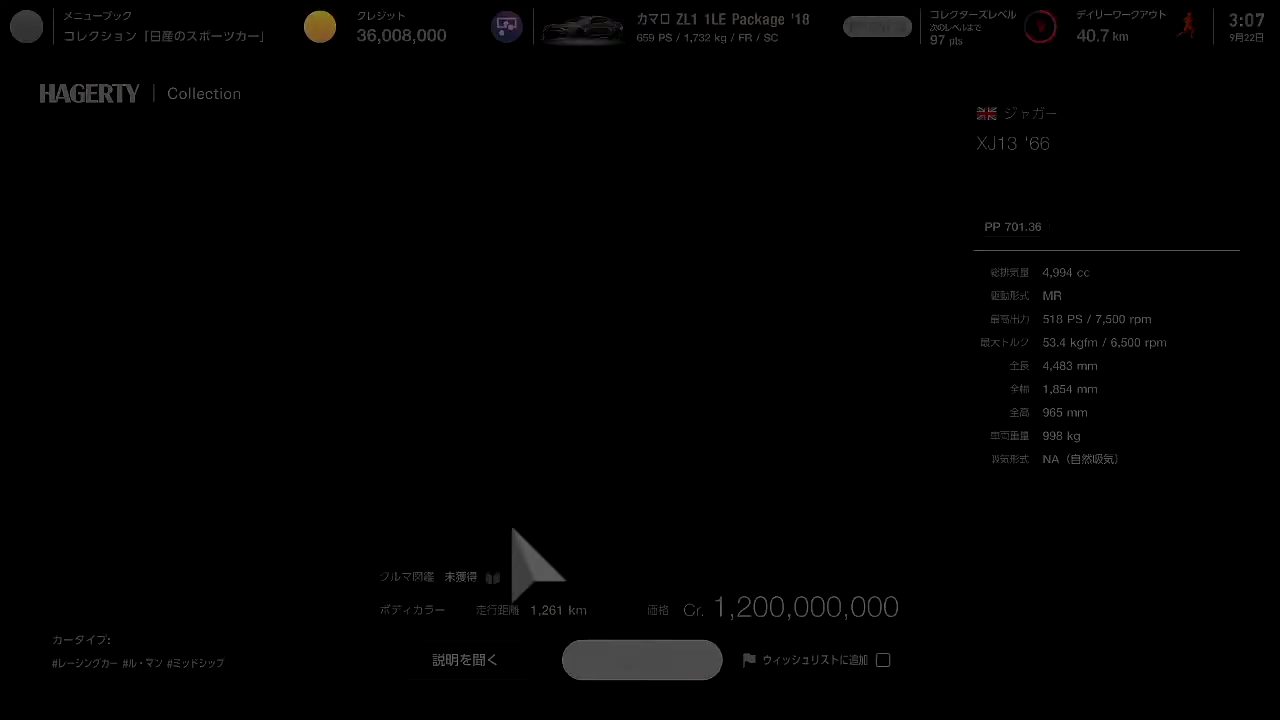 メニューブック
コレクション「日産のスポーツカー」
クレジット
36,008,000
カマロ ZL1 1LE Package '18
659 PS / 1,732 kg / FR / SC
コレクターズレベル
次のレベルまで
97 pts
デイリーワークアウト
40.7 km
3:07
9月22日
HAGERTY | Collection
ジャガー
XJ13 '66
PP 701.36
総排気量 4,994 cc
駆動形式 MR
最高出力 518 PS / 7,500 rpm
最大トルク 53.4 kgfm / 6,500 rpm
全長 4,483 mm
全幅 1,854 mm
全高 965 mm
車両重量 998 kg
吸気形式 NA（自然吸気）
クルマ図鑑 未獲得
ボディカラー 走行距離 1,261 km 価格 Cr. 1,200,000,000
カータイプ:
#レーシングカー #ル・マン #ミッドシップ
説明を聞く
ウィッシュリストに追加